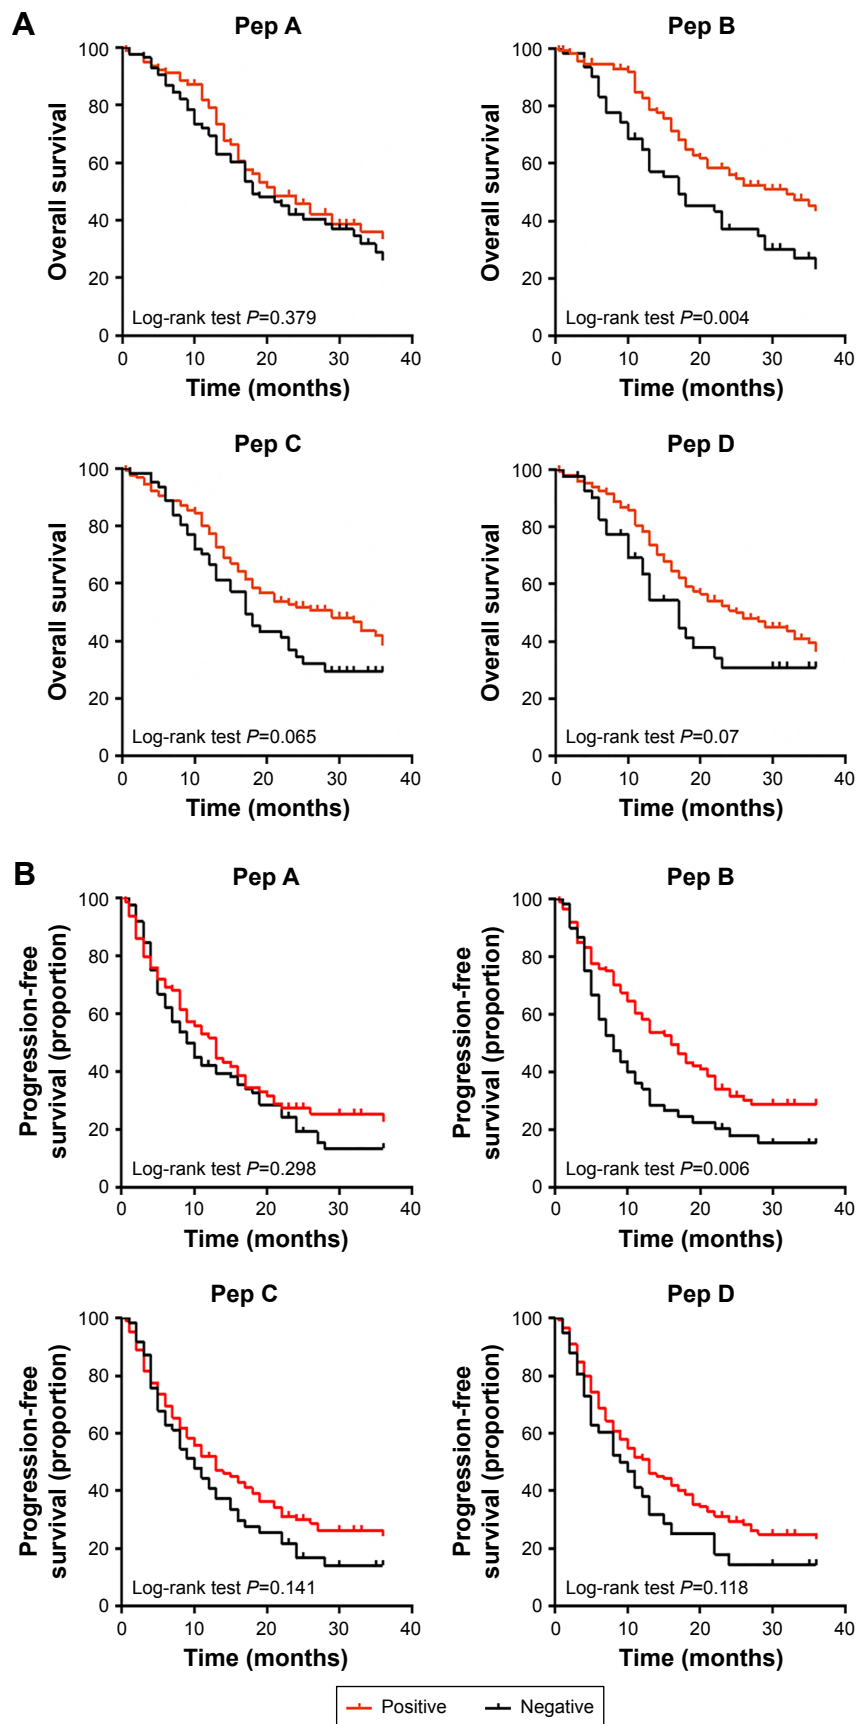 A
Pep A
Overall survival
100
80
60
40
20
0
Log-rank test P=0.379
0 10 20 30 40
Time (months)
Pep B
Overall survival
100
80
60
40
20
0
Log-rank test P=0.004
0 10 20 30 40
Time (months)
Pep C
Overall survival
100
80
60
40
20
0
Log-rank test P=0.065
0 10 20 30 40
Time (months)
Pep D
Overall survival
100
80
60
40
20
0
Log-rank test P=0.07
0 10 20 30 40
Time (months)
B
Pep A
Progression-free
survival (proportion)
100
80
60
40
20
0
Log-rank test P=0.298
0 10 20 30 40
Time (months)
Pep B
Progression-free
survival (proportion)
100
80
60
40
20
0
Log-rank test P=0.006
0 10 20 30 40
Time (months)
Pep C
Progression-free
survival (proportion)
100
80
60
40
20
0
Log-rank test P=0.141
0 10 20 30 40
Time (months)
Pep D
Progression-free
survival (proportion)
100
80
60
40
20
0
Log-rank test P=0.118
0 10 20 30 40
Time (months)
Positive Negative